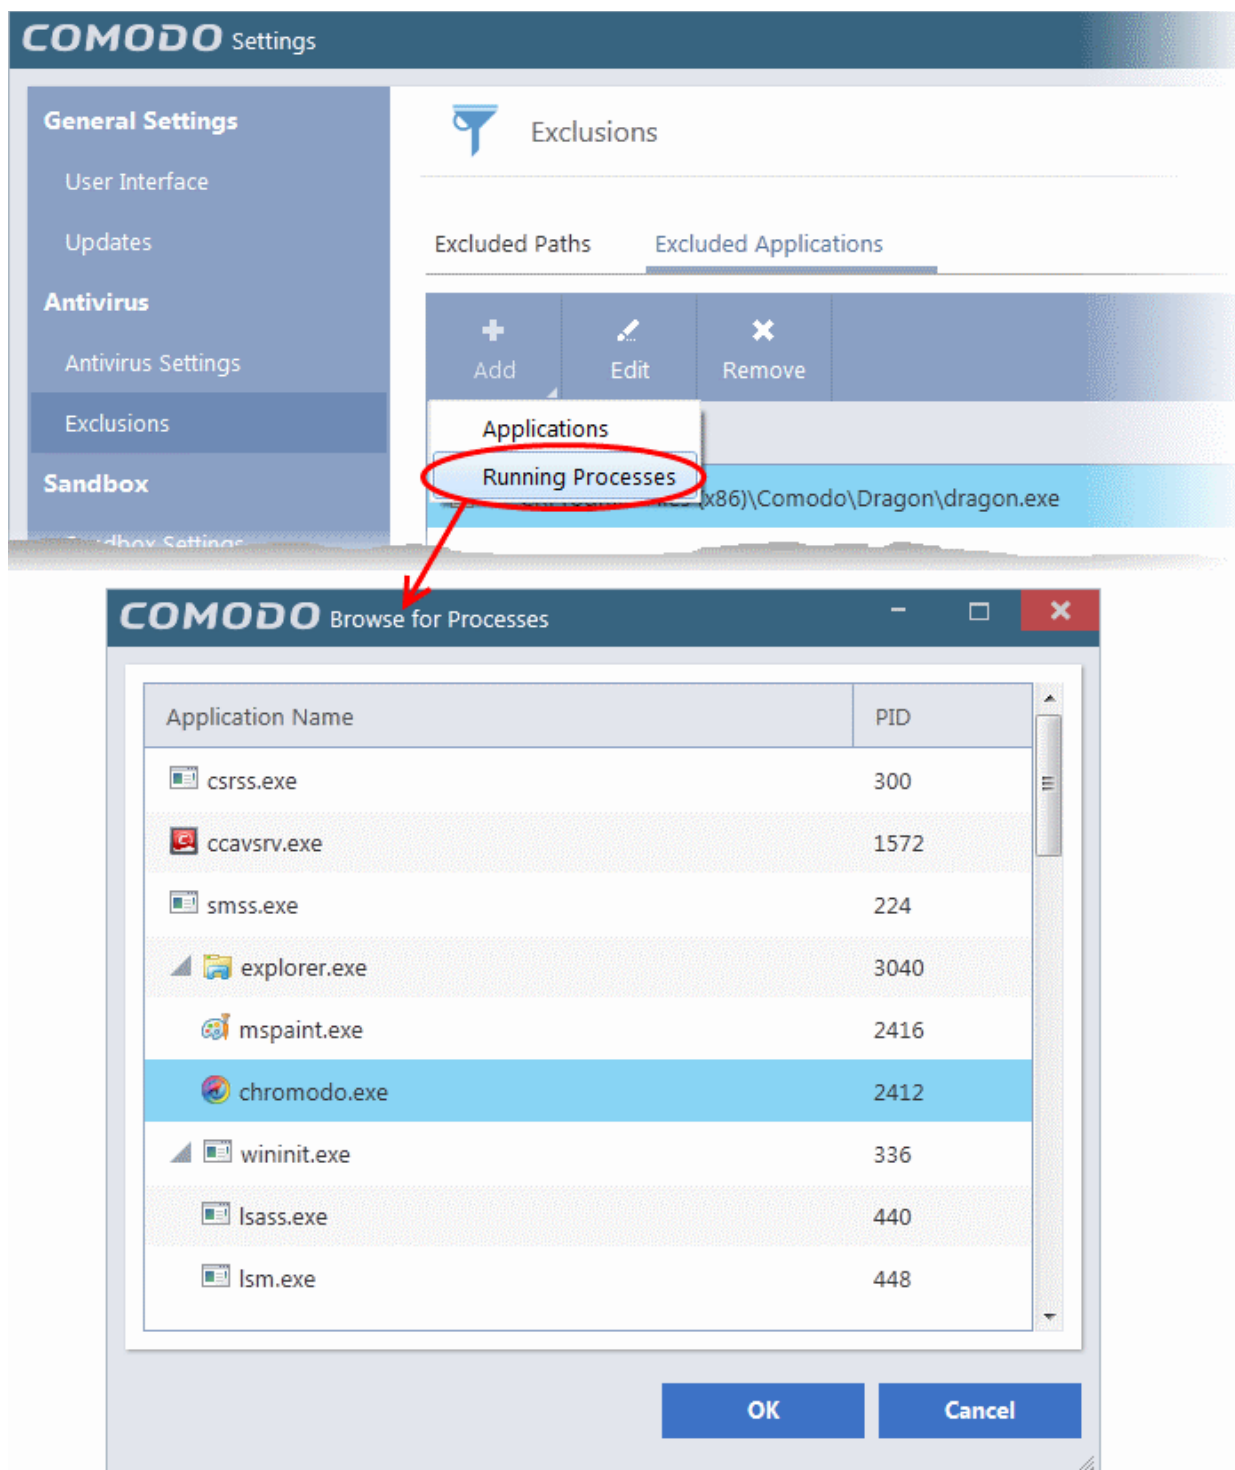 COMODO Settings
General Settings
User Interface
Updates
Antivirus
Antivirus Settings
Exclusions
Sandbox
Exclusions
Excluded Paths Excluded Applications
Add Edit Remove
Applications
Running Processes
(x86)\Comodo\Dragon\dragon.exe
COMODO Browse for Processes
Application Name PID
csrss.exe 300
ccavsrv.exe 1572
smss.exe 224
explorer.exe 3040
mspaint.exe 2416
chromodo.exe 2412
wininit.exe 336
lsass.exe 440
lsm.exe 448
OK Cancel